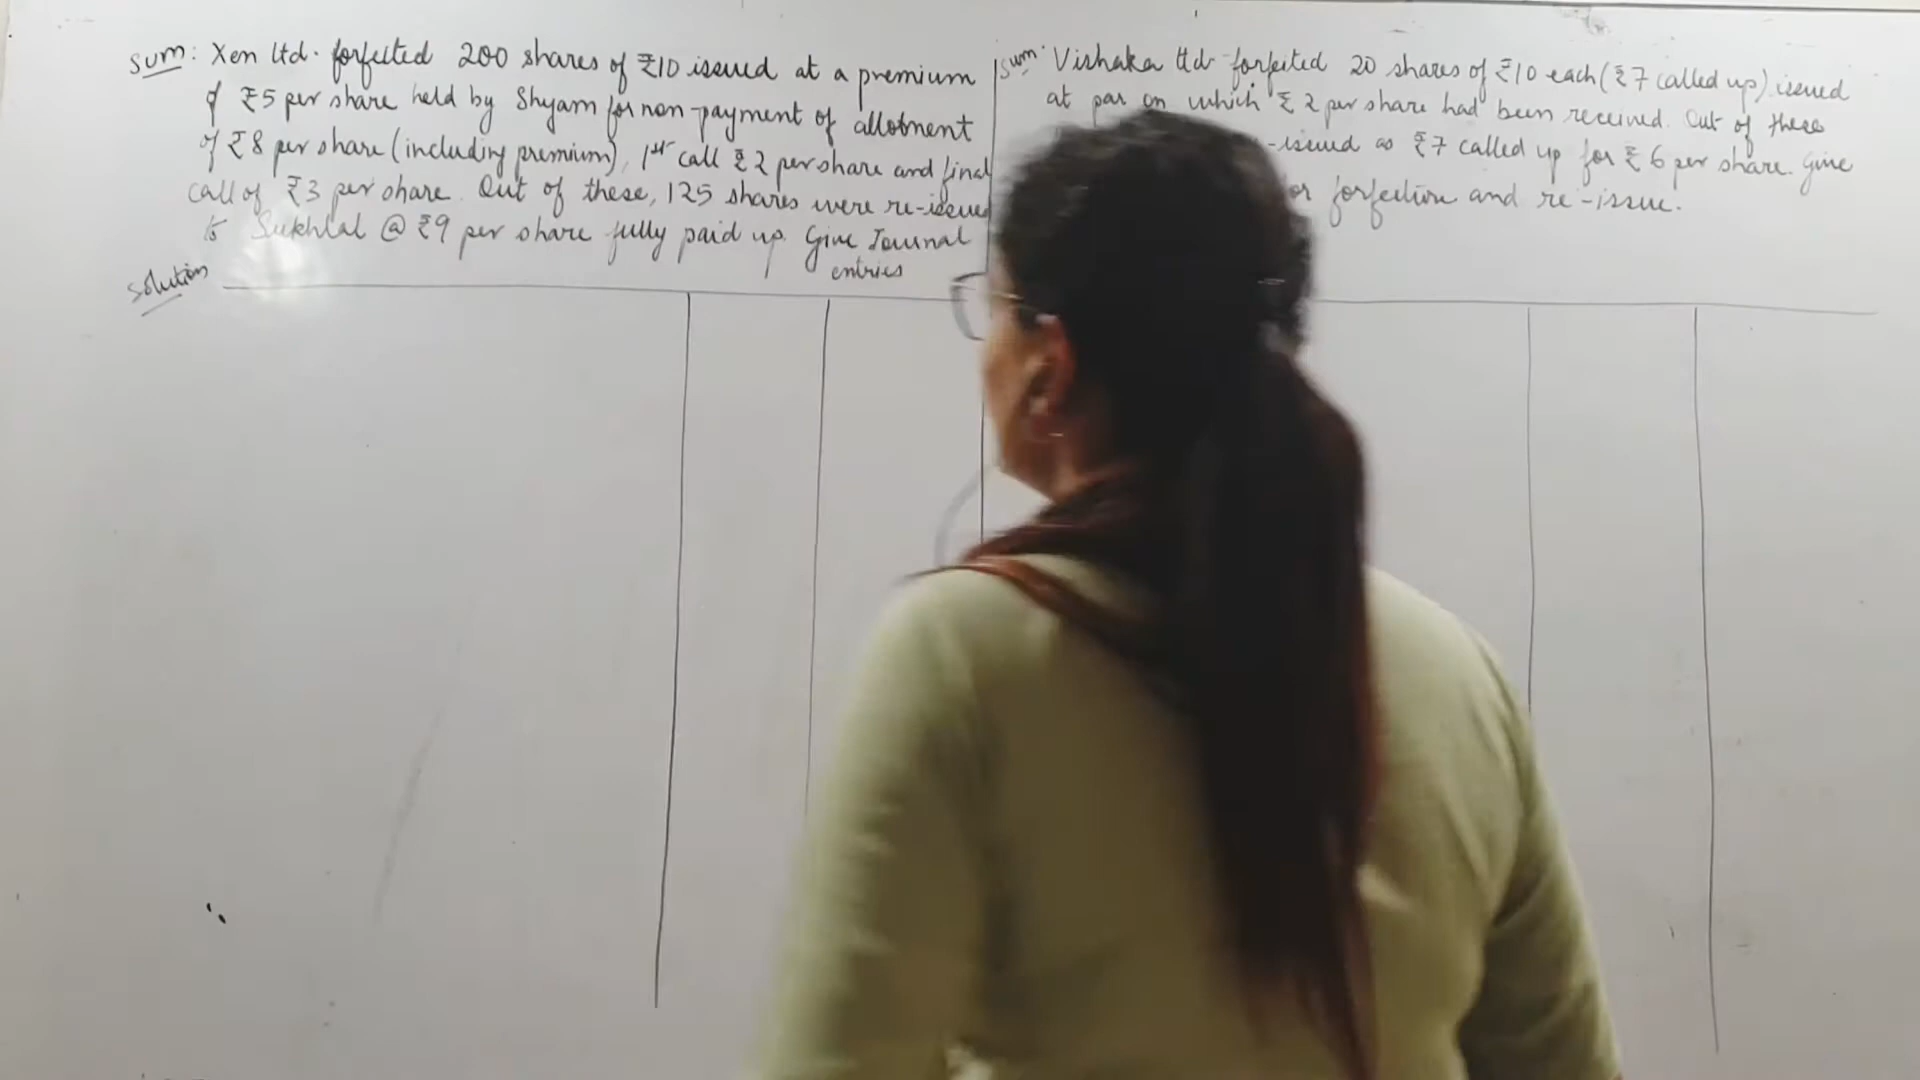 Sum: Xen Ltd. forfeited 200 shares of ₹10 issued at a premium
of ₹5 per share held by Shyam for non-payment of allotment
of ₹8 per share (including premium), 1st call ₹2 per share and final
call of ₹3 per share. Out of these, 125 shares were re-issued
to Sukhlal @ ₹9 per share fully paid up. Give Journal
entries
Solution
Sum: Vishaka Ltd forfeited 20 shares of ₹10 each (₹7 called up) issued
at par on which ₹2 per share had been received. Out of these
-issued as ₹7 called up for ₹6 per share. Give
or forfeiture and re-issue.